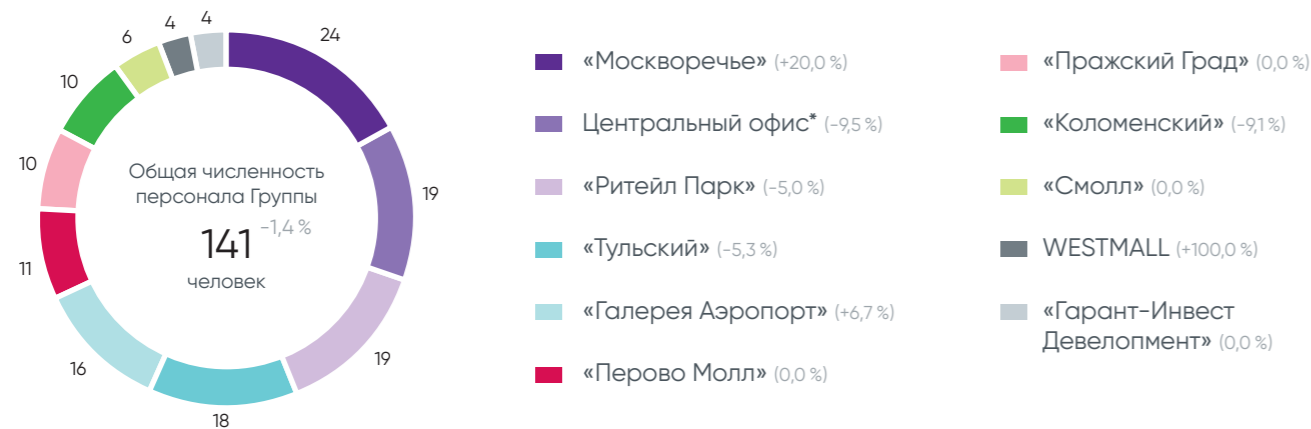 24
19
19
18
16
11
10
10
6
4
4
Общая численность
персонала Группы
141 -1,4 %
человек
«Москворечье» (+20,0 %)
Центральный офис* (-9,5 %)
«Ритейл Парк» (-5,0 %)
«Тульский» (-5,3 %)
«Галерея Аэропорт» (+6,7 %)
«Перово Молл» (0,0 %)
«Пражский Град» (0,0 %)
«Коломенский» (-9,1 %)
«Смолл» (0,0 %)
WESTMALL (+100,0 %)
«Гарант-Инвест
Девелопмент» (0,0 %)